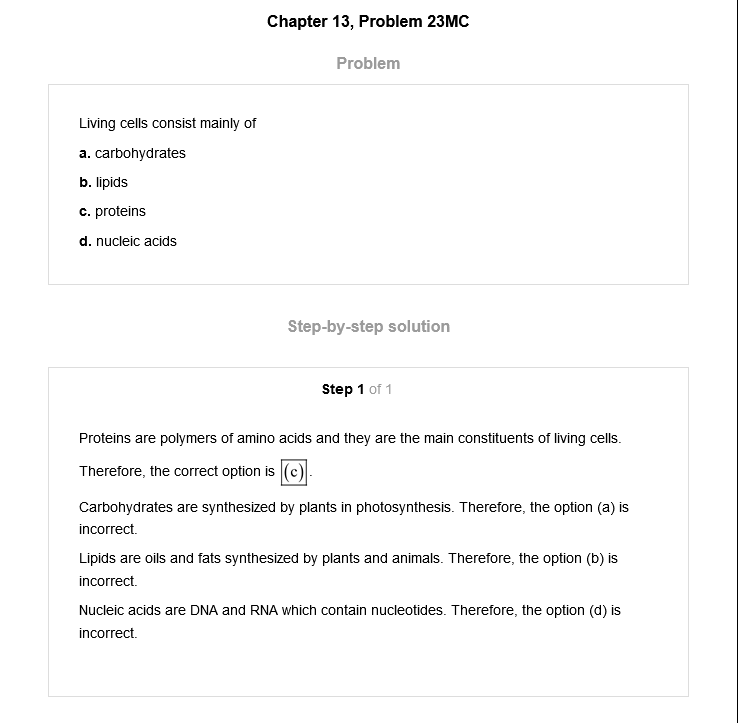 Chapter 13, Problem 23MC
Problem
Living cells consist mainly of
a. carbohydrates
b. lipids
c. proteins
d. nucleic acids
Step-by-step solution
Step 1 of 1
Proteins are polymers of amino acids and they are the main constituents of living cells.
Therefore, the correct option is (c).
Carbohydrates are synthesized by plants in photosynthesis. Therefore, the option (a) is
incorrect.
Lipids are oils and fats synthesized by plants and animals. Therefore, the option (b) is
incorrect.
Nucleic acids are DNA and RNA which contain nucleotides. Therefore, the option (d) is
incorrect.